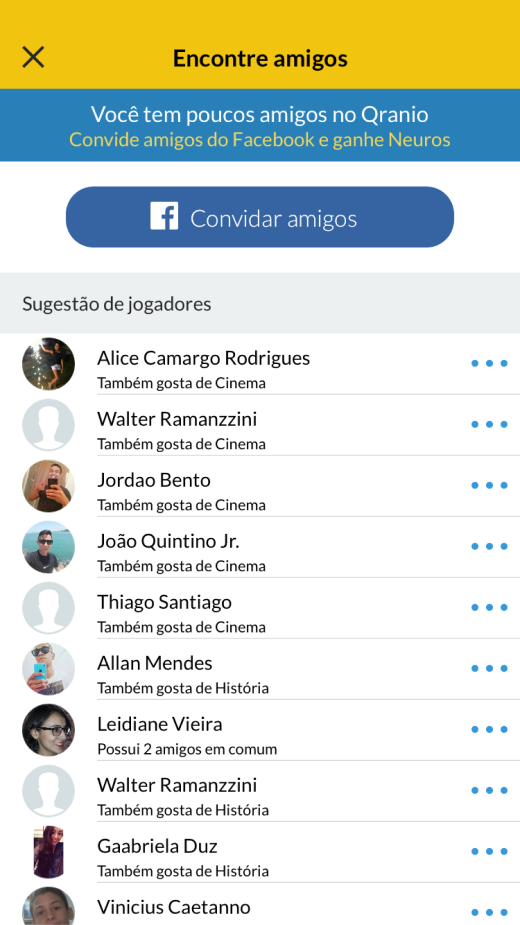 Encontre amigos
Você tem poucos amigos no Qranio
Convide amigos do Facebook e ganhe Neuros
Convidar amigos
Sugestão de jogadores
Alice Camargo Rodrigues
Também gosta de Cinema
Walter Ramanzzini
Também gosta de Cinema
Jordao Bento
Também gosta de Cinema
João Quintino Jr.
Também gosta de Cinema
Thiago Santiago
Também gosta de Cinema
Allan Mendes
Também gosta de História
Leidiane Vieira
Possui 2 amigos em comum
Walter Ramanzzini
Também gosta de História
Gaabriela Duz
Também gosta de História
Vinicius Caetanno